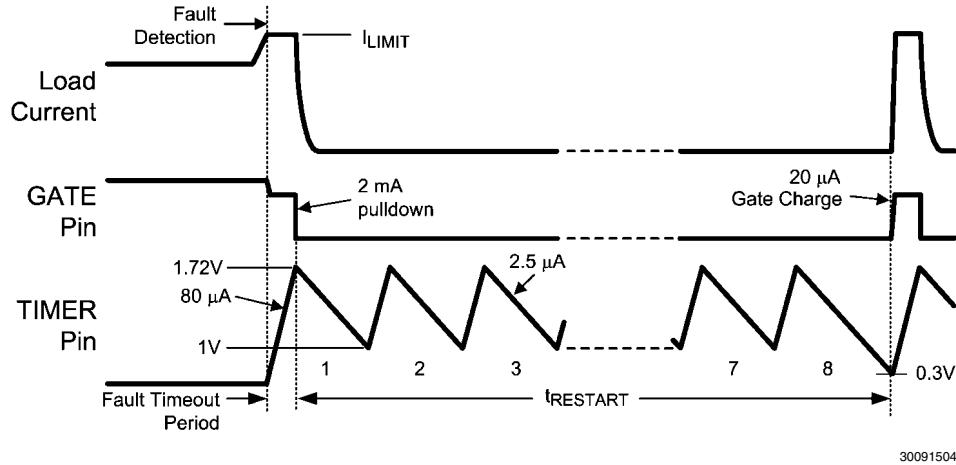 Fault
Detection
ILIMIT
Load
Current
GATE
Pin
2 mA
pulldown
20 μA
Gate Charge
1.72V
2.5 μA
80 μA
TIMER
Pin
1V
1 2 3 7 8
0.3V
Fault Timeout
Period
tRESTART
30091504